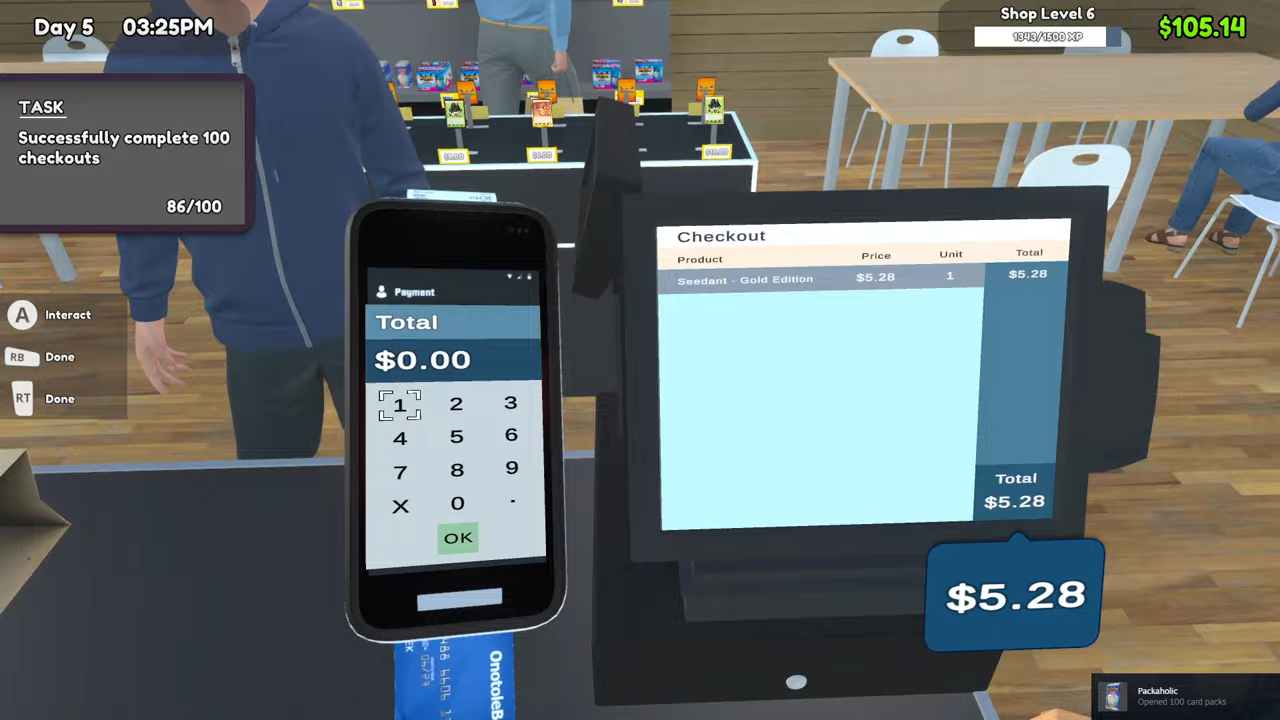 Day 5 03:25PM
Shop Level 6
1343/1500 XP
$105.14
TASK
Successfully complete 100
checkouts
86/100
A Interact
RB Done
RT Done
Payment
Total
$0.00
1 2 3
4 5 6
7 8 9
X 0 .
OK
Checkout
Product Price Unit Total
Seedant - Gold Edition $5.28 1 $5.28
Total
$5.28
$5.28
Packaholic
Opened 100 card packs